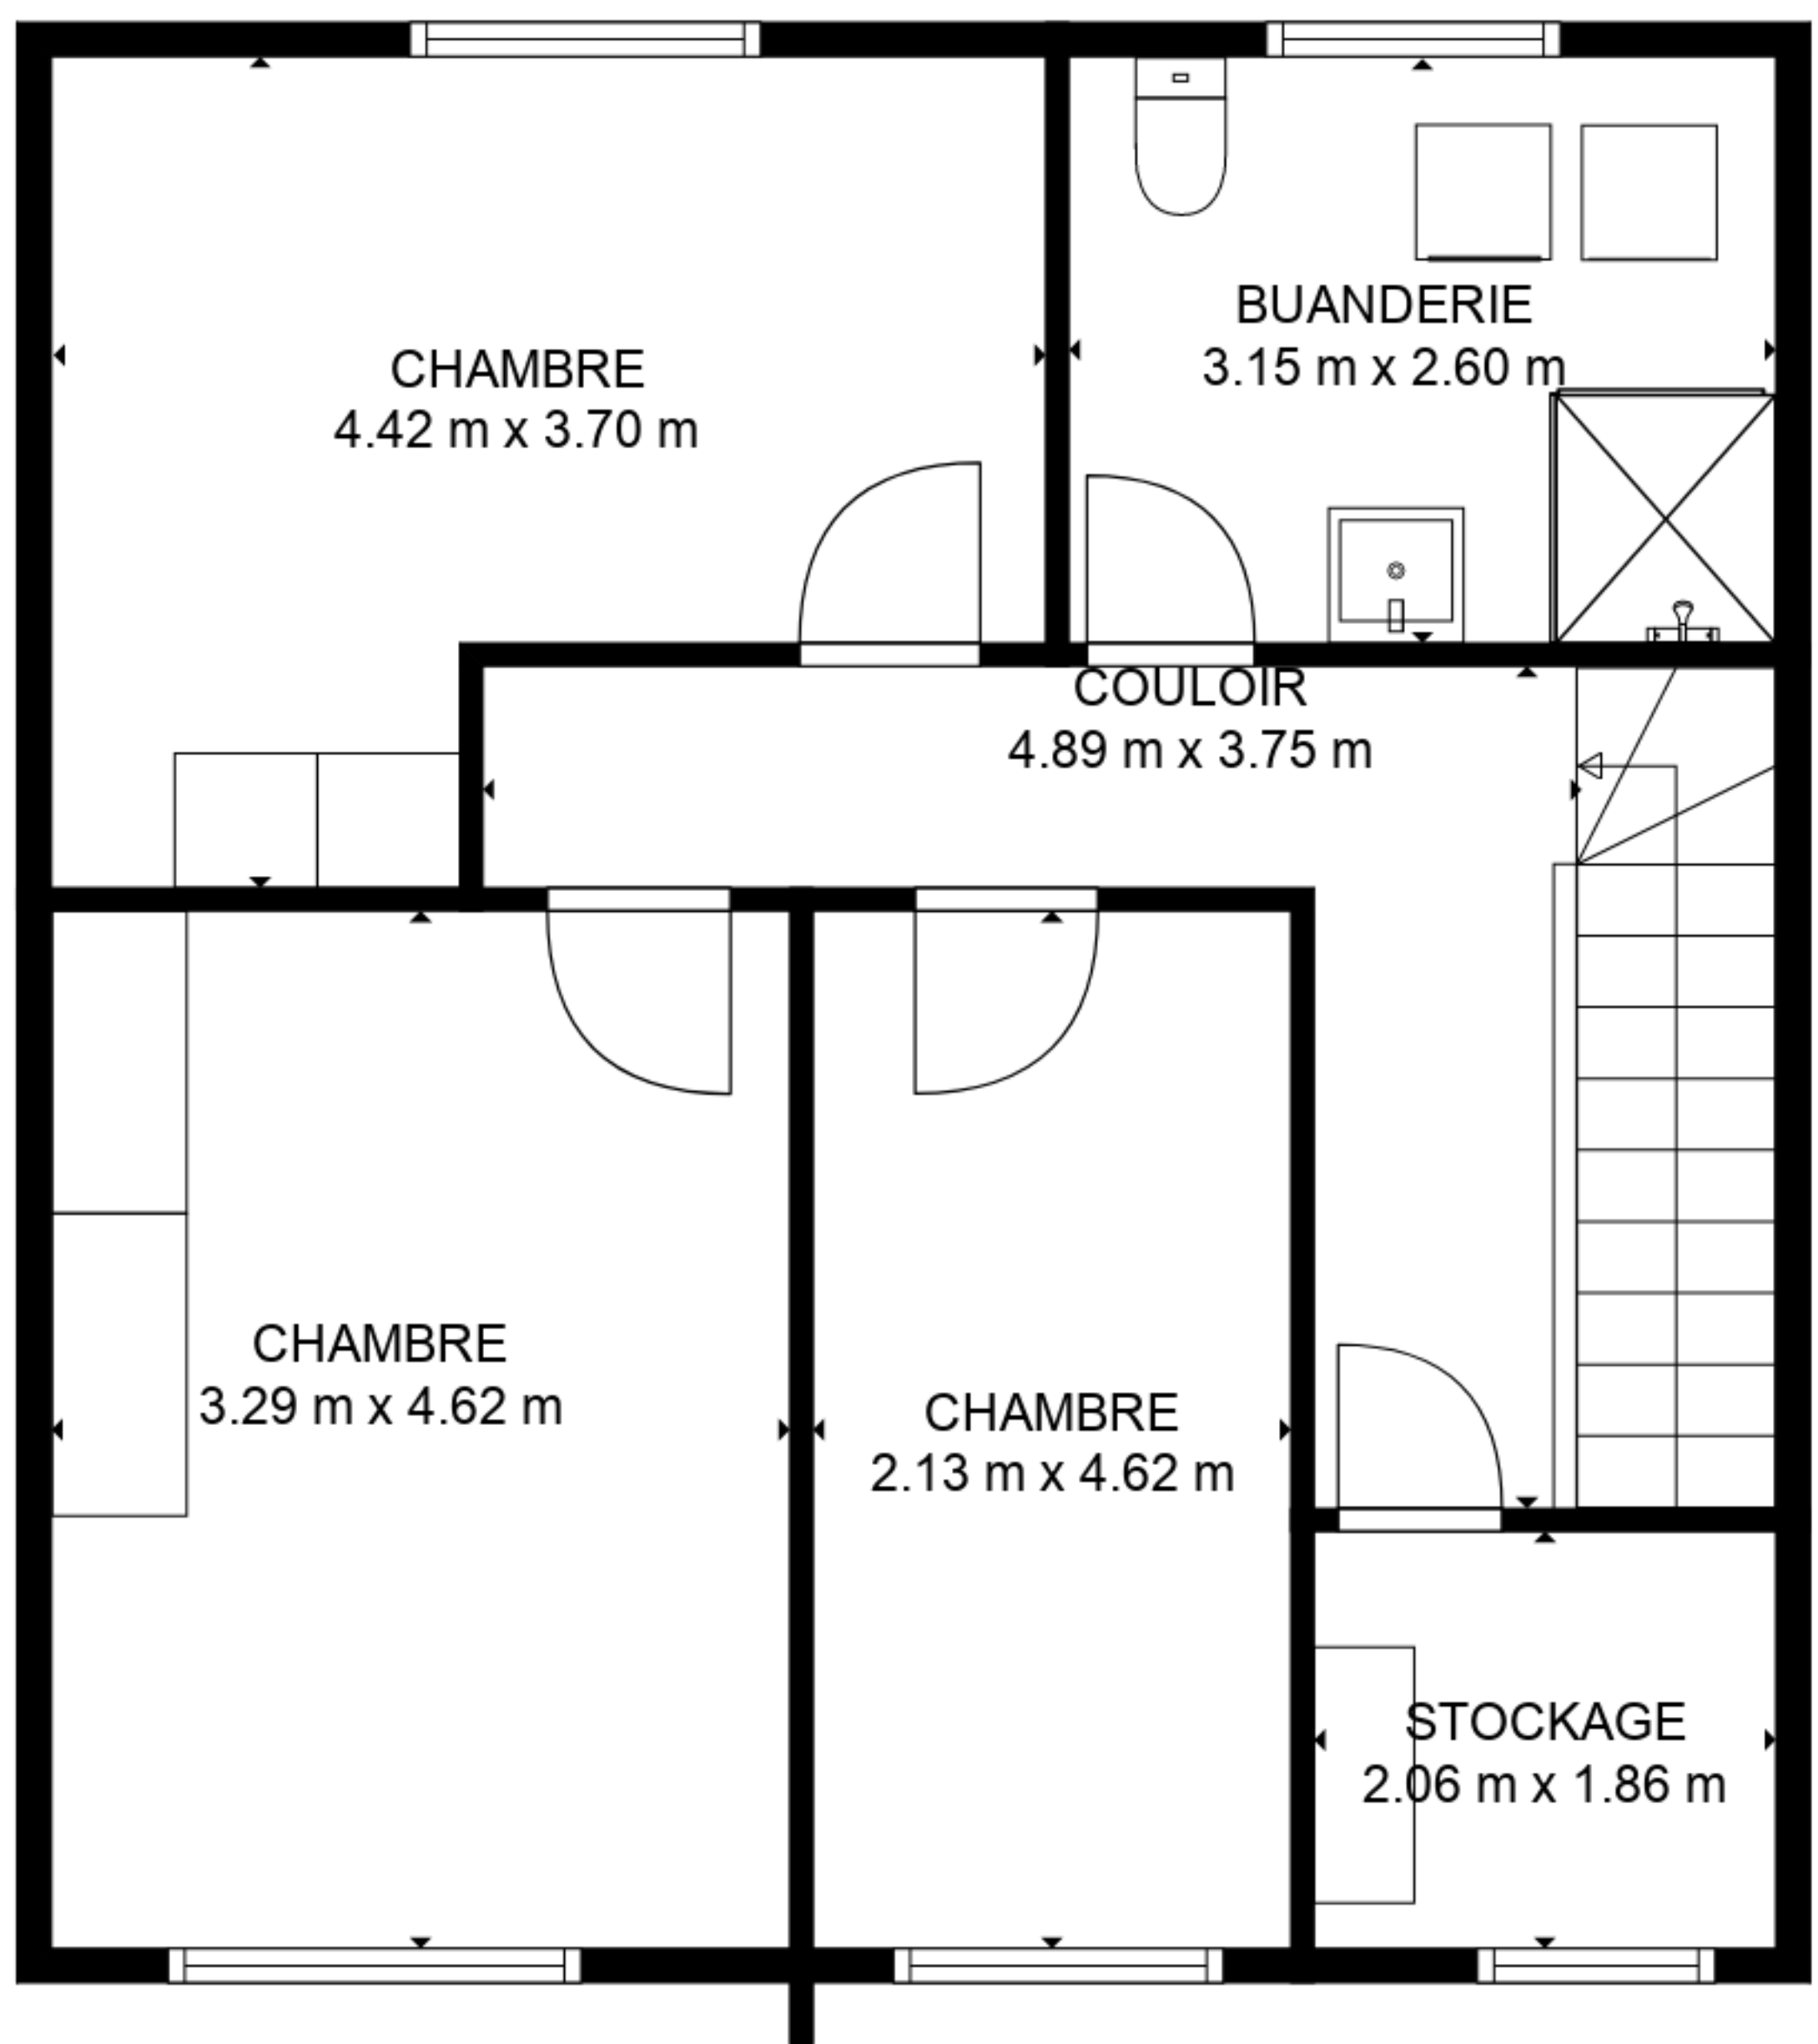 BUANDERIE
3.15 m x 2.60 m
CHAMBRE
4.42 m x 3.70 m
COULOIR
4.89 m x 3.75 m
CHAMBRE
3.29 m x 4.62 m
CHAMBRE
2.13 m x 4.62 m
STOCKAGE
2.06 m x 1.86 m